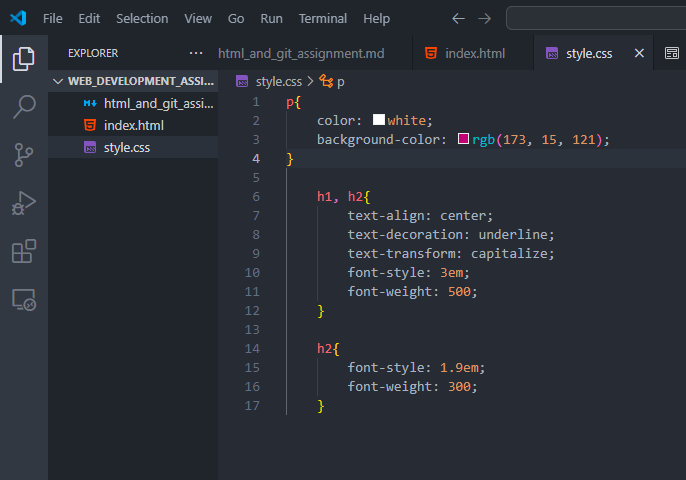 File Edit Selection View Go Run Terminal Help
EXPLORER ... html_and_git_assignment.md index.html style.css
WEB_DEVELOPMENT_ASSI...
html_and_git_assi...
index.html
style.css
style.css > p
1 p{
2 color: white;
3 background-color: rgb(173, 15, 121);
4 }
5
6 h1, h2{
7 text-align: center;
8 text-decoration: underline;
9 text-transform: capitalize;
10 font-style: 3em;
11 font-weight: 500;
12 }
13
14 h2{
15 font-style: 1.9em;
16 font-weight: 300;
17 }